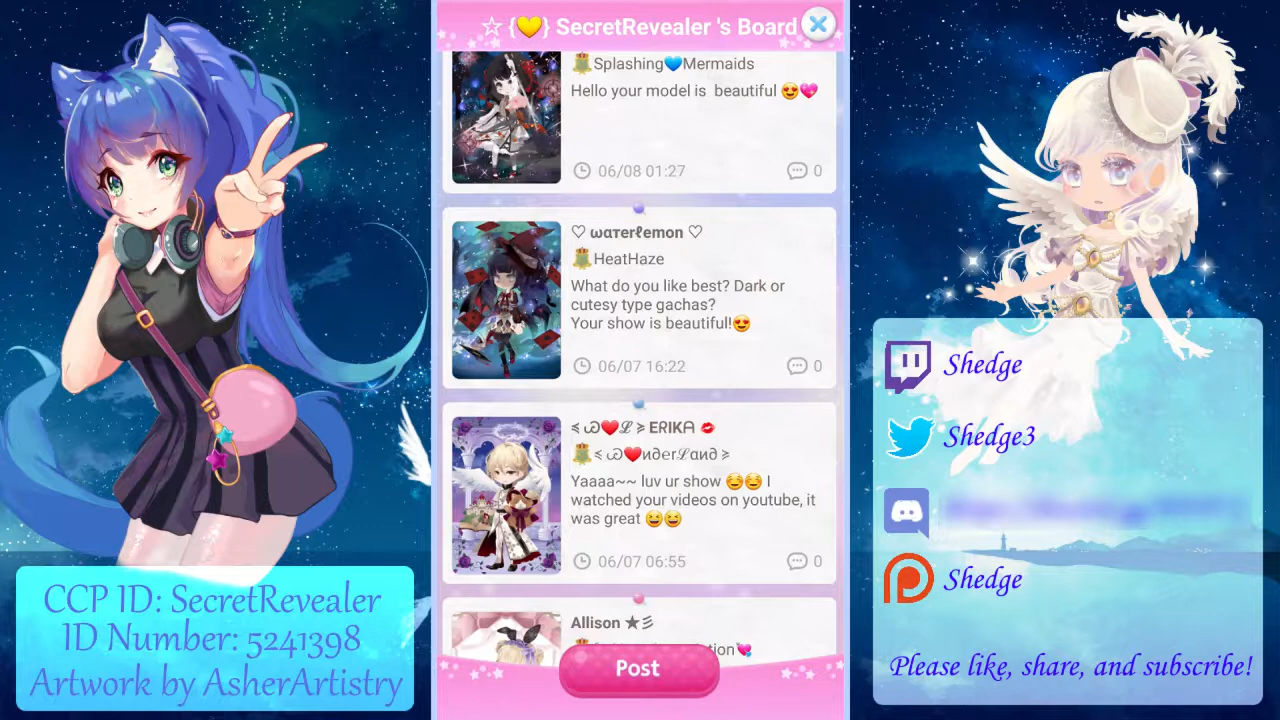 ☆ {💛} SecretRevealer 's Board
Splashing💙Mermaids
Hello your model is beautiful 😍💖
06/08 01:27
0
♡ ωαтerℓemon ♡
HeatHaze
What do you like best? Dark or
cutesy type gachas?
Your show is beautiful!😍
06/07 16:22
0
⋞ Ꮚ❤️ℒ ⋟ EᖇIKᗩ 💋
⋞ Ꮚ❤️и∂℮rℒαи∂ ⋟
Yaaaa~~ luv ur show ☺️☺️ I
watched your videos on youtube, it
was great 😆😆
06/07 06:55
0
Allison ★彡
Post
CCP ID: SecretRevealer
ID Number: 5241398
Artwork by AsherArtistry
Shedge
Shedge3
Shedge
Please like, share, and subscribe!